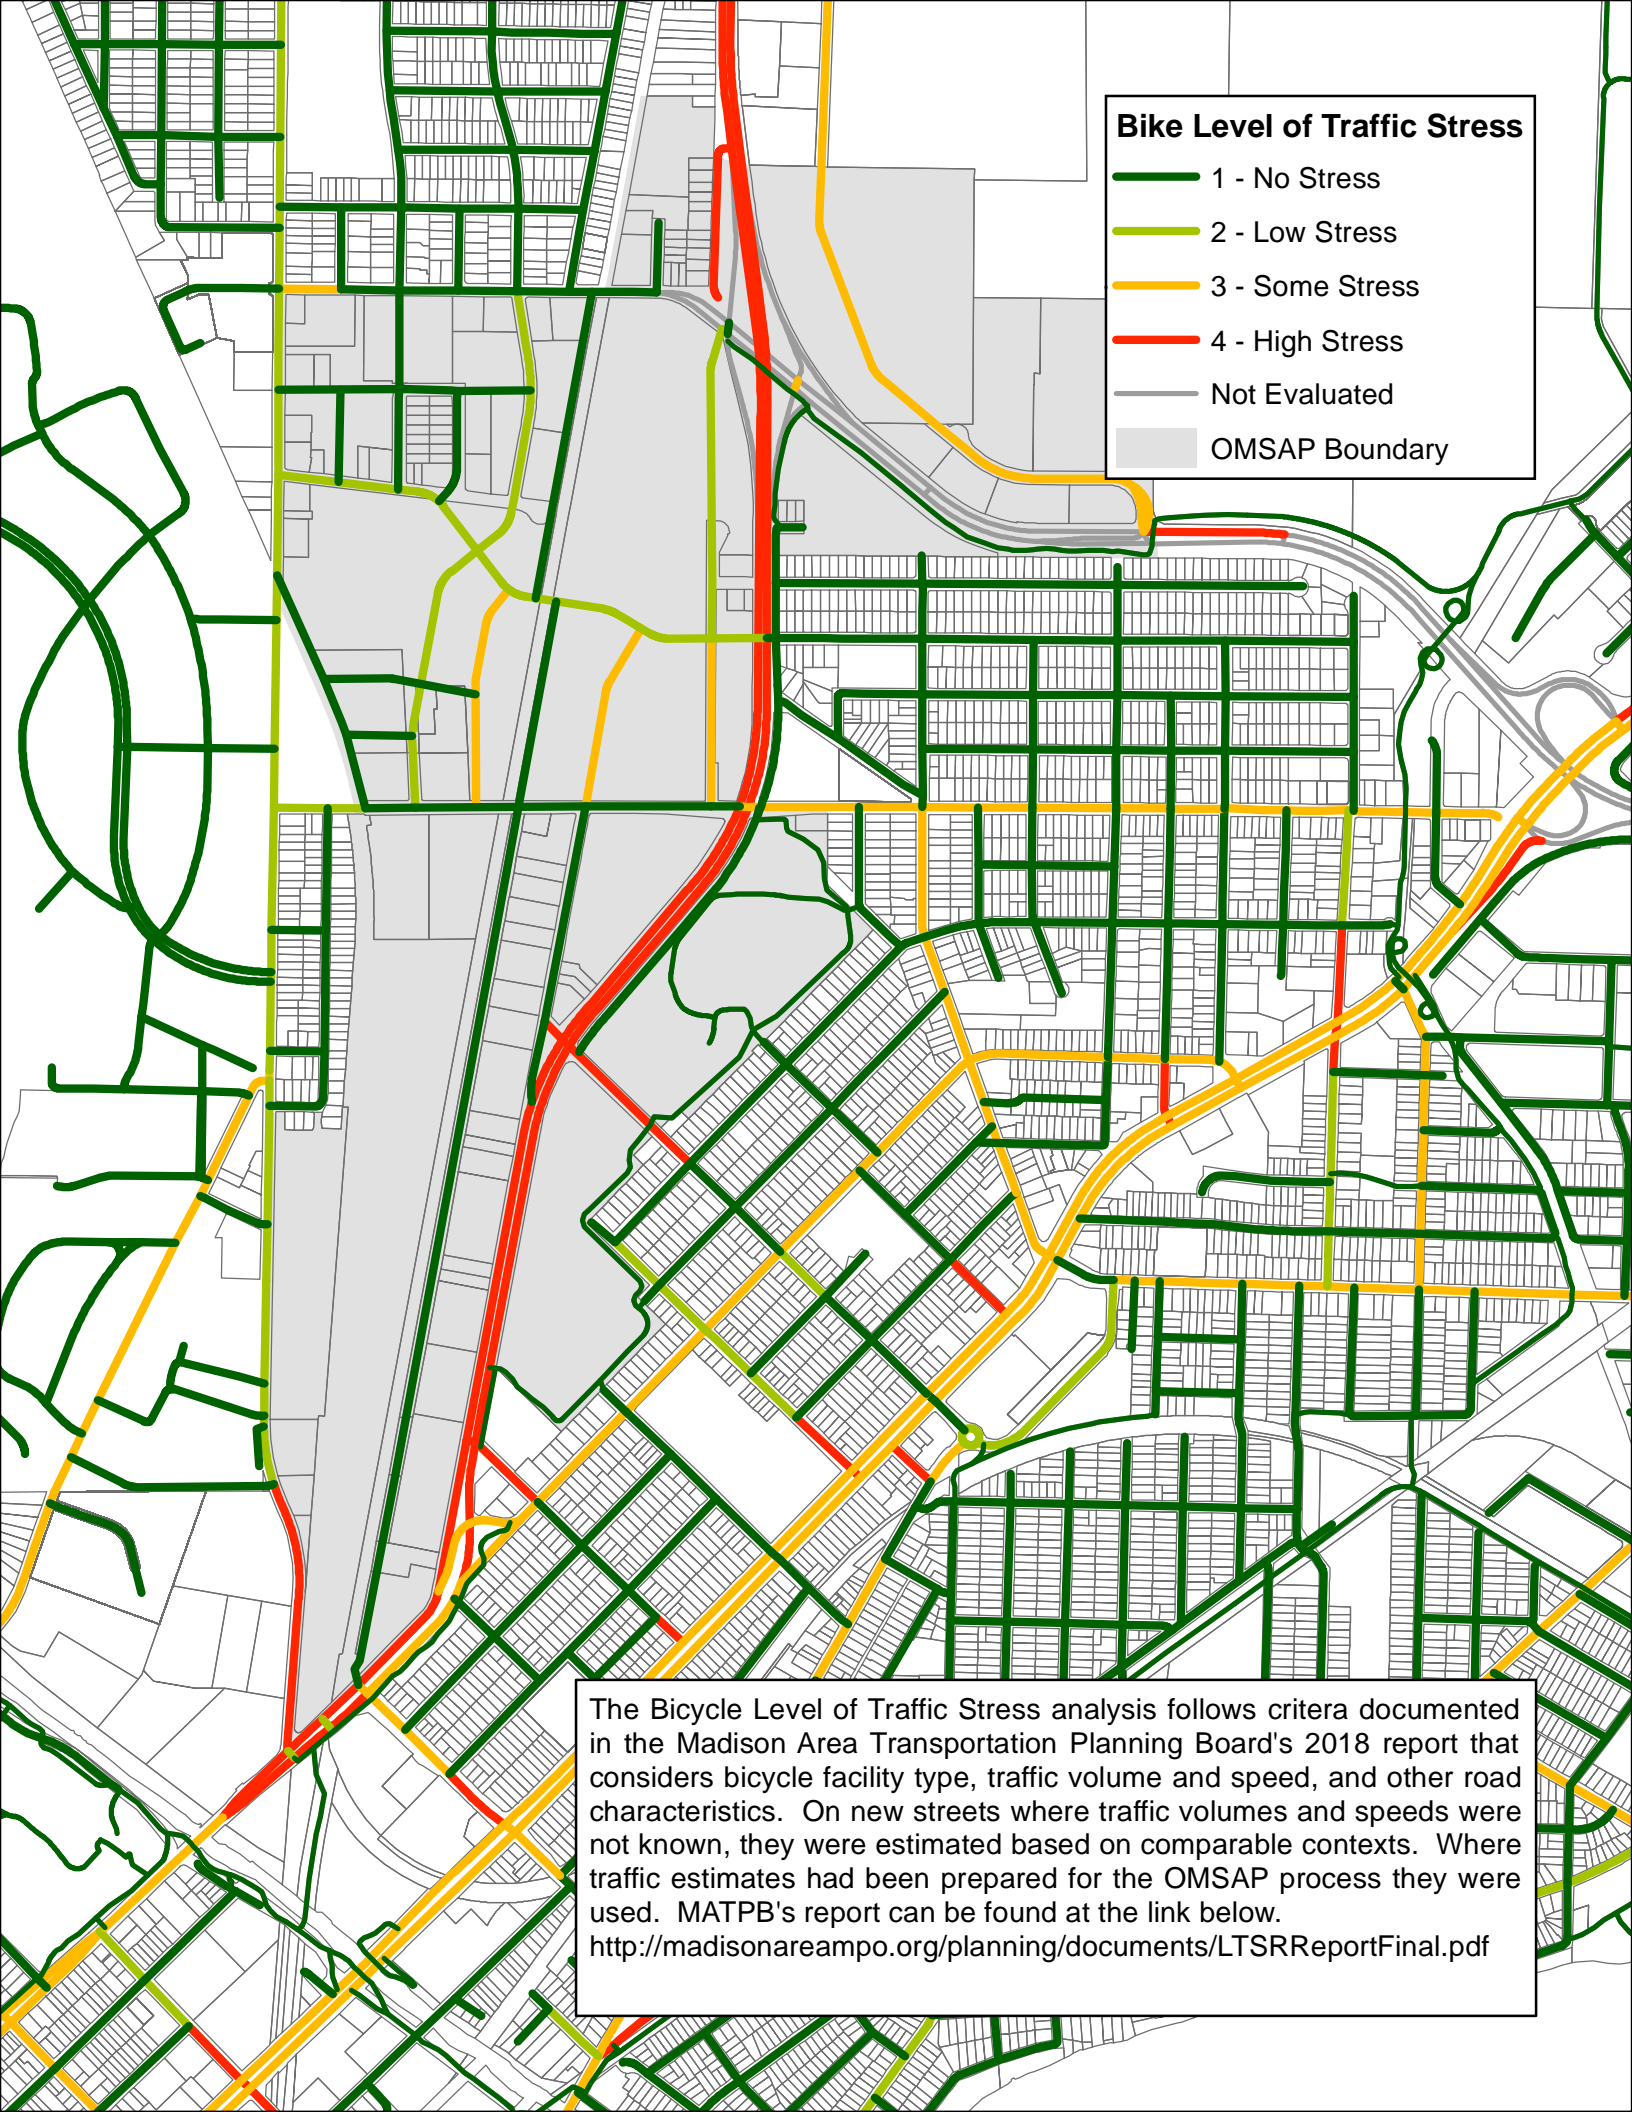 Bike Level of Traffic Stress
1 - No Stress
2 - Low Stress
3 - Some Stress
4 - High Stress
Not Evaluated
OMSAP Boundary
The Bicycle Level of Traffic Stress analysis follows critera documented
in the Madison Area Transportation Planning Board's 2018 report that
considers bicycle facility type, traffic volume and speed, and other road
characteristics. On new streets where traffic volumes and speeds were
not known, they were estimated based on comparable contexts. Where
traffic estimates had been prepared for the OMSAP process they were
used. MATPB's report can be found at the link below.
http://madisonareampo.org/planning/documents/LTSRReportFinal.pdf